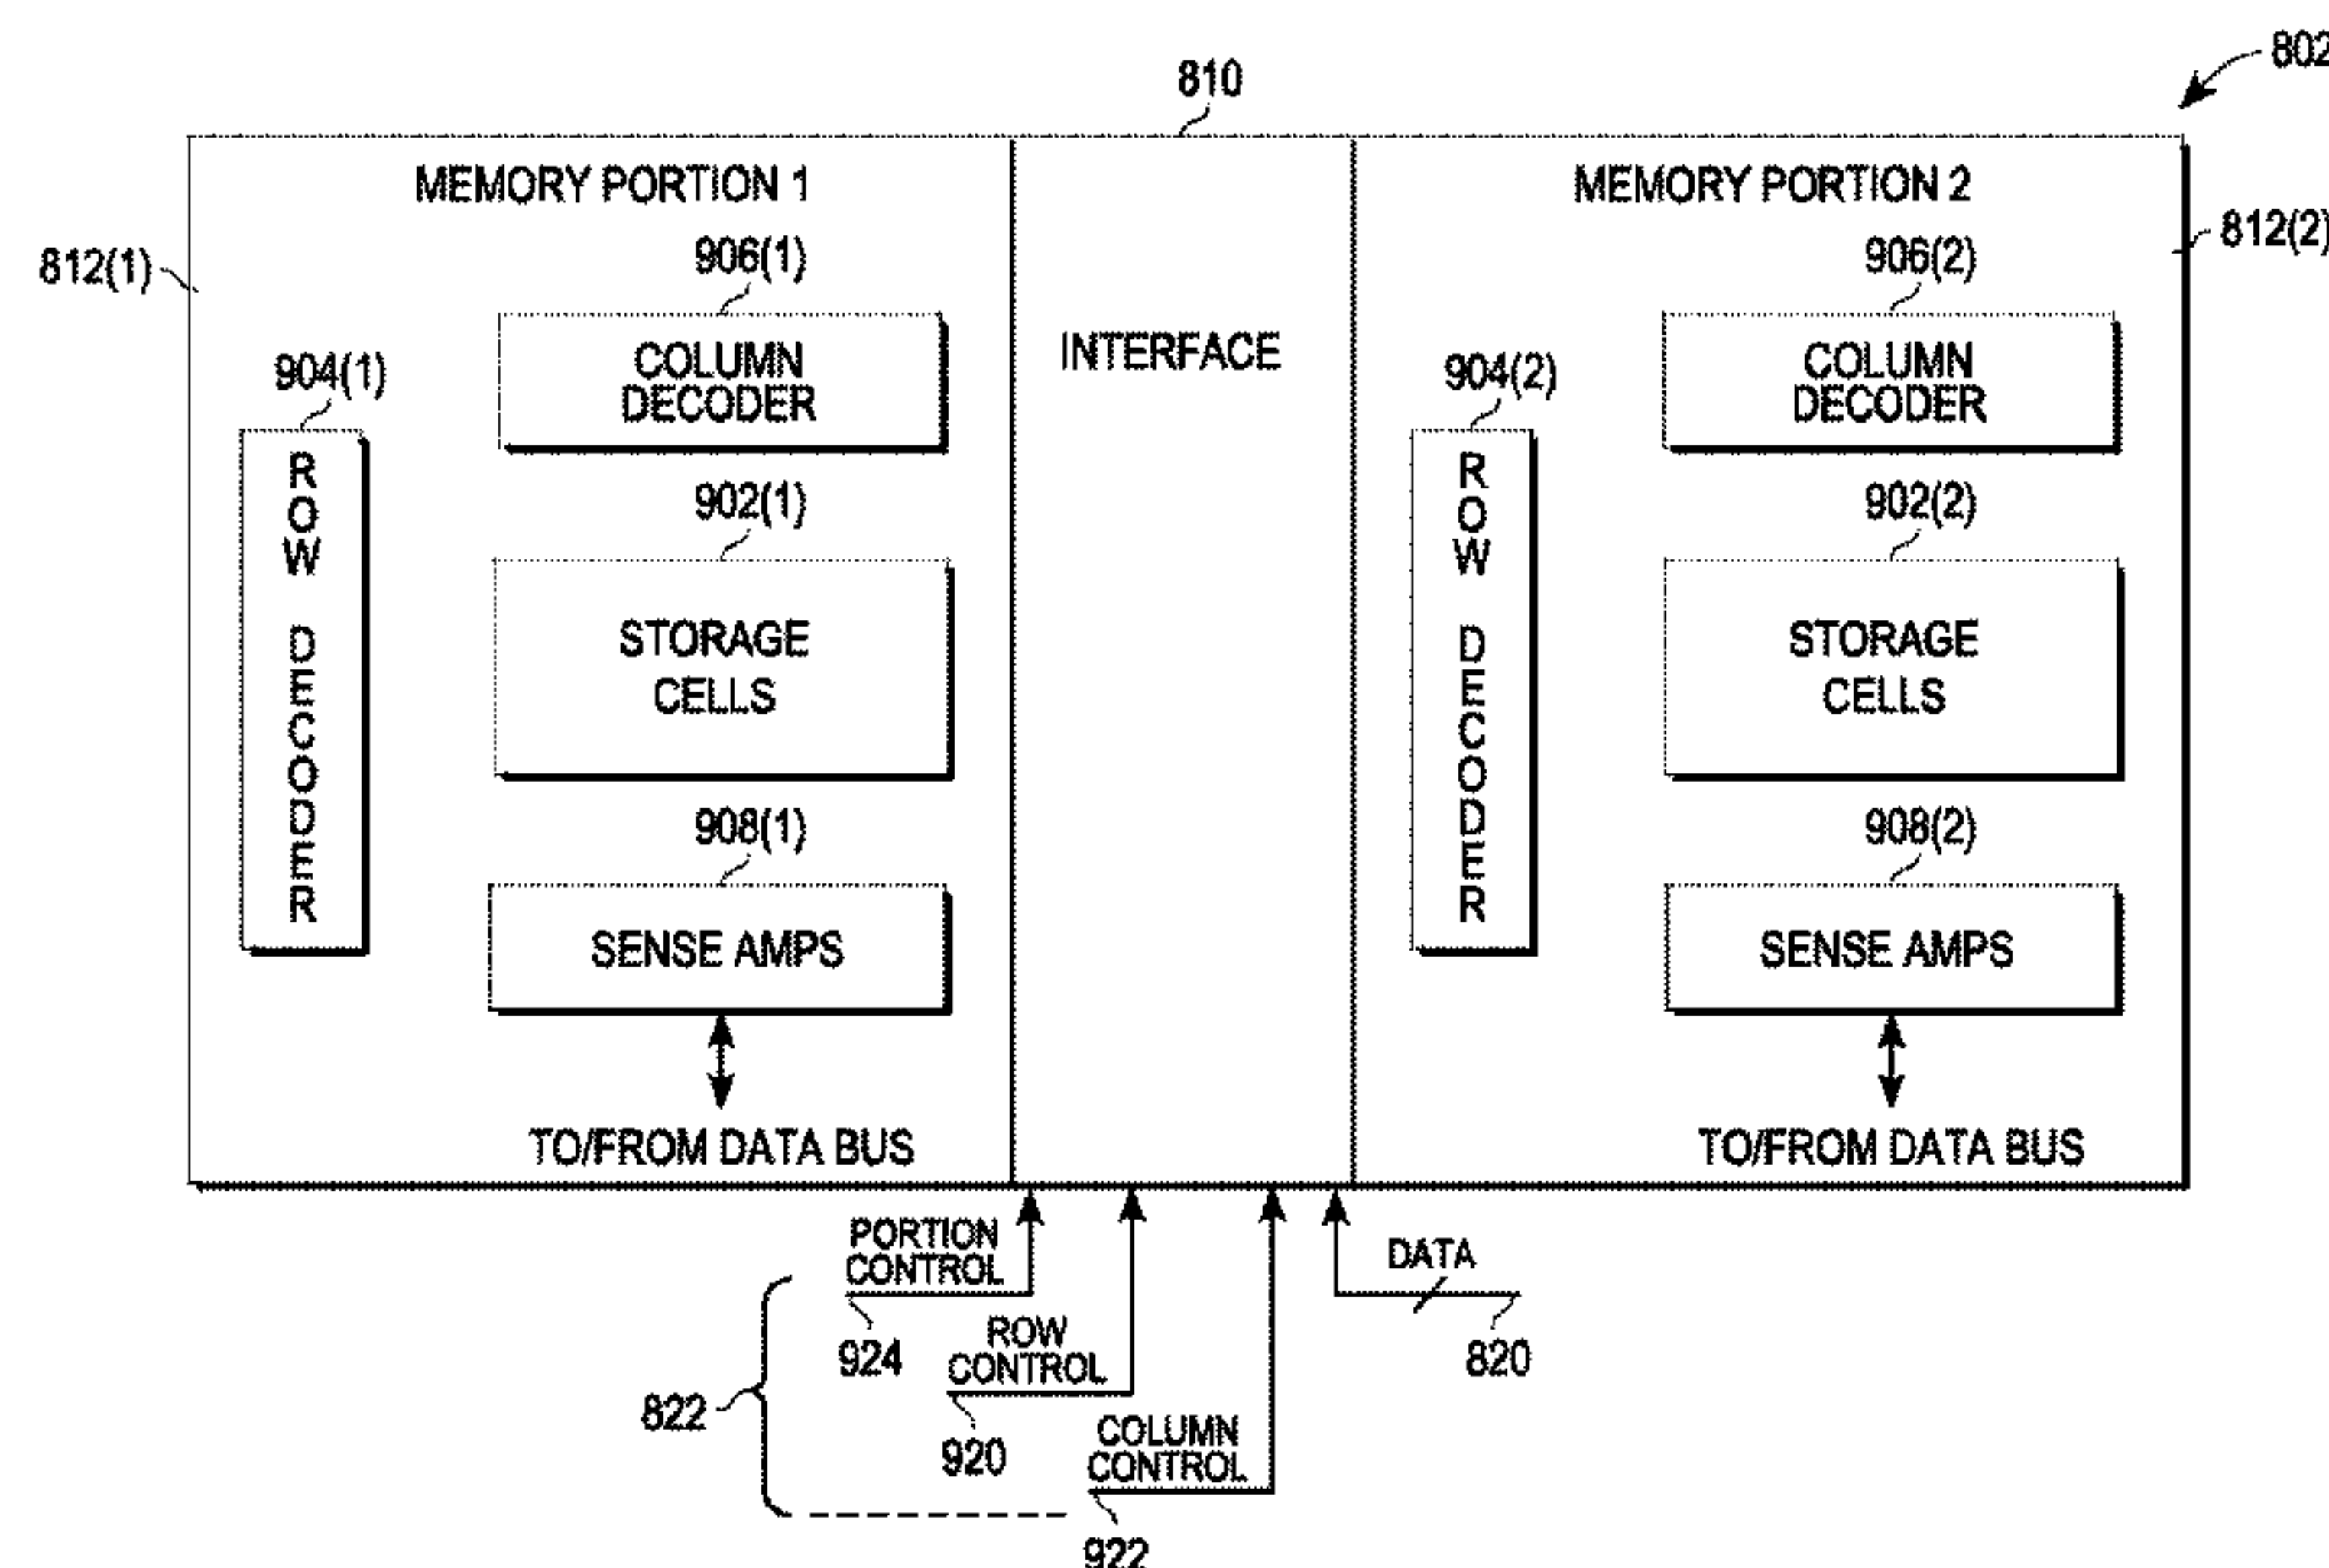 802
810
MEMORY PORTION 1
MEMORY PORTION 2
812(1)
812(2)
906(1)
906(2)
INTERFACE
COLUMN
DECODER
COLUMN
DECODER
904(1)
904(2)
ROW DECODER
ROW DECODER
902(1)
902(2)
STORAGE
CELLS
STORAGE
CELLS
908(1)
908(2)
SENSE AMPS
SENSE AMPS
TO/FROM DATA BUS
TO/FROM DATA BUS
PORTION
CONTROL
DATA
924
820
ROW
CONTROL
822
920
COLUMN
CONTROL
922